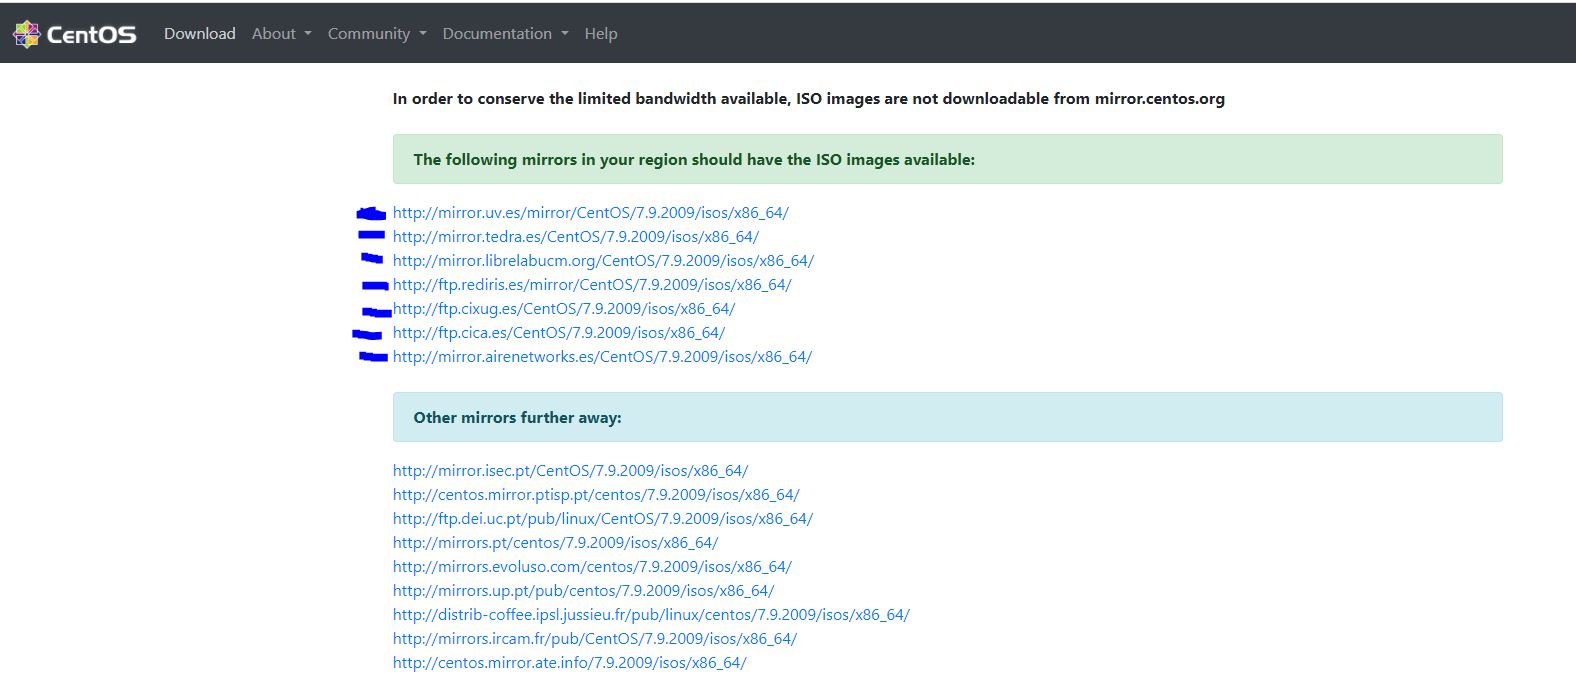 CentOS Download About Community Documentation Help
In order to conserve the limited bandwidth available, ISO images are not downloadable from mirror.centos.org
The following mirrors in your region should have the ISO images available:
http://mirror.uv.es/mirror/CentOS/7.9.2009/isos/x86_64/
http://mirror.tedra.es/CentOS/7.9.2009/isos/x86_64/
http://mirror.librelabucm.org/CentOS/7.9.2009/isos/x86_64/
http://ftp.rediris.es/mirror/CentOS/7.9.2009/isos/x86_64/
http://ftp.cixug.es/CentOS/7.9.2009/isos/x86_64/
http://ftp.cica.es/CentOS/7.9.2009/isos/x86_64/
http://mirror.airenetworks.es/CentOS/7.9.2009/isos/x86_64/
Other mirrors further away:
http://mirror.isec.pt/CentOS/7.9.2009/isos/x86_64/
http://centos.mirror.ptisp.pt/centos/7.9.2009/isos/x86_64/
http://ftp.dei.uc.pt/pub/linux/CentOS/7.9.2009/isos/x86_64/
http://mirrors.pt/centos/7.9.2009/isos/x86_64/
http://mirrors.evoluso.com/centos/7.9.2009/isos/x86_64/
http://mirrors.up.pt/pub/centos/7.9.2009/isos/x86_64/
http://distrib-coffee.ipsl.jussieu.fr/pub/linux/centos/7.9.2009/isos/x86_64/
http://mirrors.ircam.fr/pub/CentOS/7.9.2009/isos/x86_64/
http://centos.mirror.ate.info/7.9.2009/isos/x86_64/